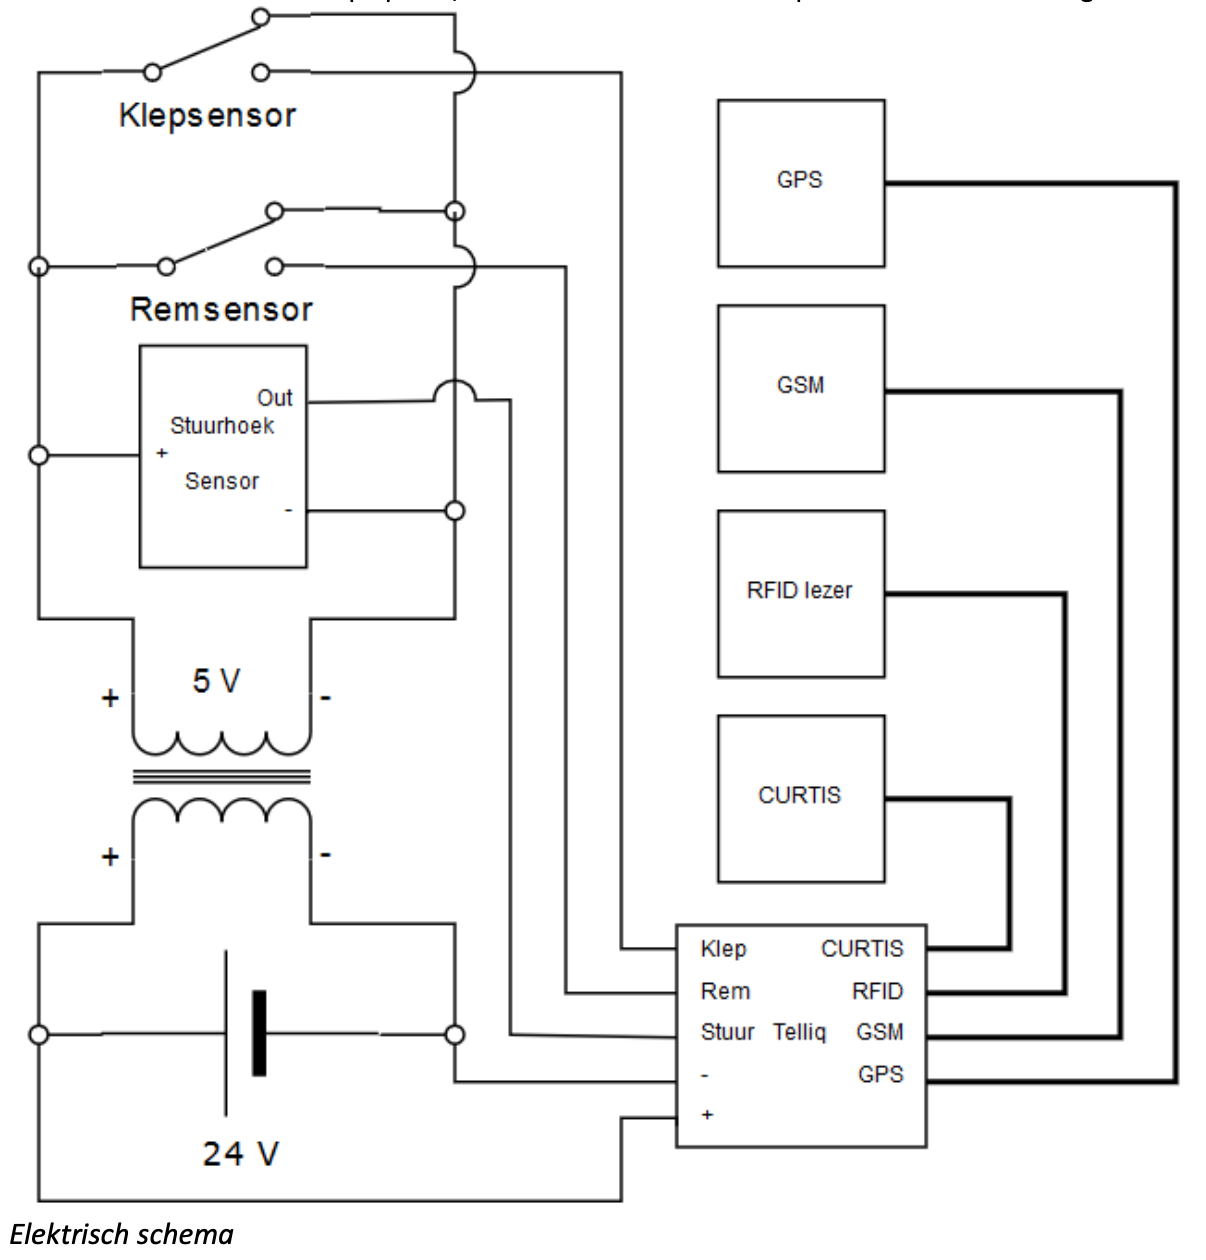 Klepsensor
GPS
Remsensor
GSM
Out
Stuurhoek
+
Sensor
-
RFID lezer
5 V
+ -
CURTIS
+ -
Klep CURTIS
Rem RFID
Stuur Telliq GSM
- GPS
+
24 V
Elektrisch schema